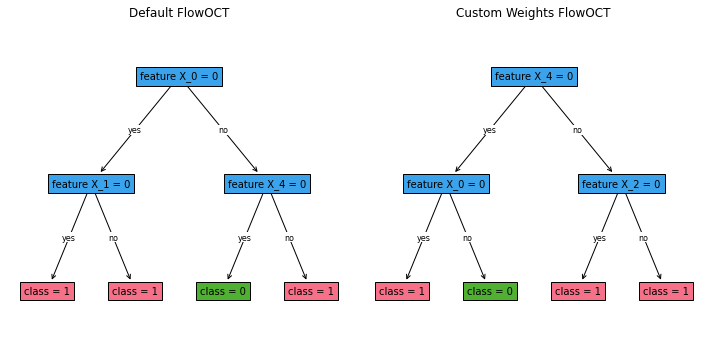 Default FlowOCT
feature X_0 = 0
yes
no
feature X_1 = 0
feature X_4 = 0
yes
no
yes
no
class = 1
class = 1
class = 0
class = 1
Custom Weights FlowOCT
feature X_4 = 0
yes
no
feature X_0 = 0
feature X_2 = 0
yes
no
yes
no
class = 1
class = 0
class = 1
class = 1